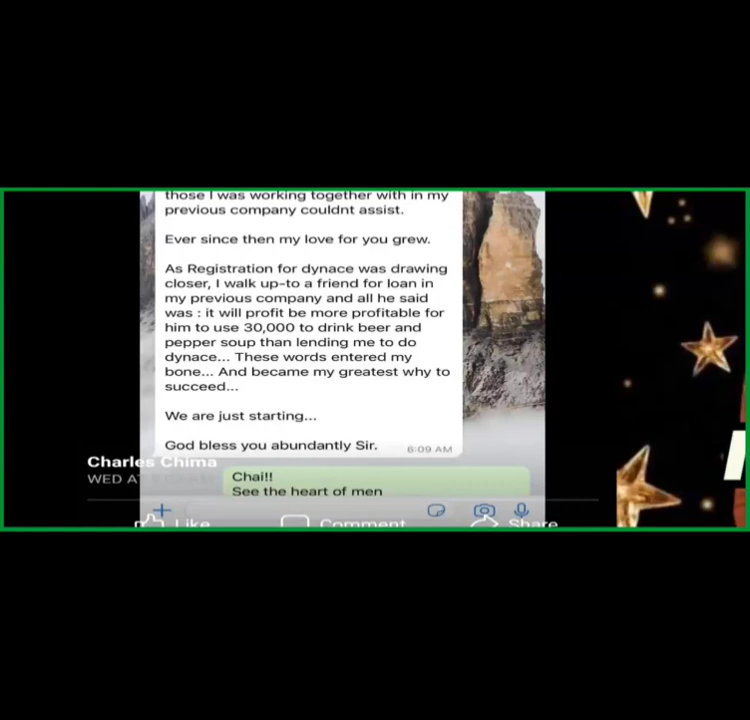 those I was working together with in my
previous company couldnt assist.
Ever since then my love for you grew.
As Registration for dynace was drawing
closer, I walk up-to a friend for loan in
my previous company and all he said
was : it will profit be more profitable for
him to use 30,000 to drink beer and
pepper soup than lending me to do
dynace... These words entered my
bone... And became my greatest why to
succeed...
We are just starting...
God bless you abundantly Sir.
6:09 AM
Charles Chima
WED AT
Chai!!
See the heart of men
Like
Comment
Share